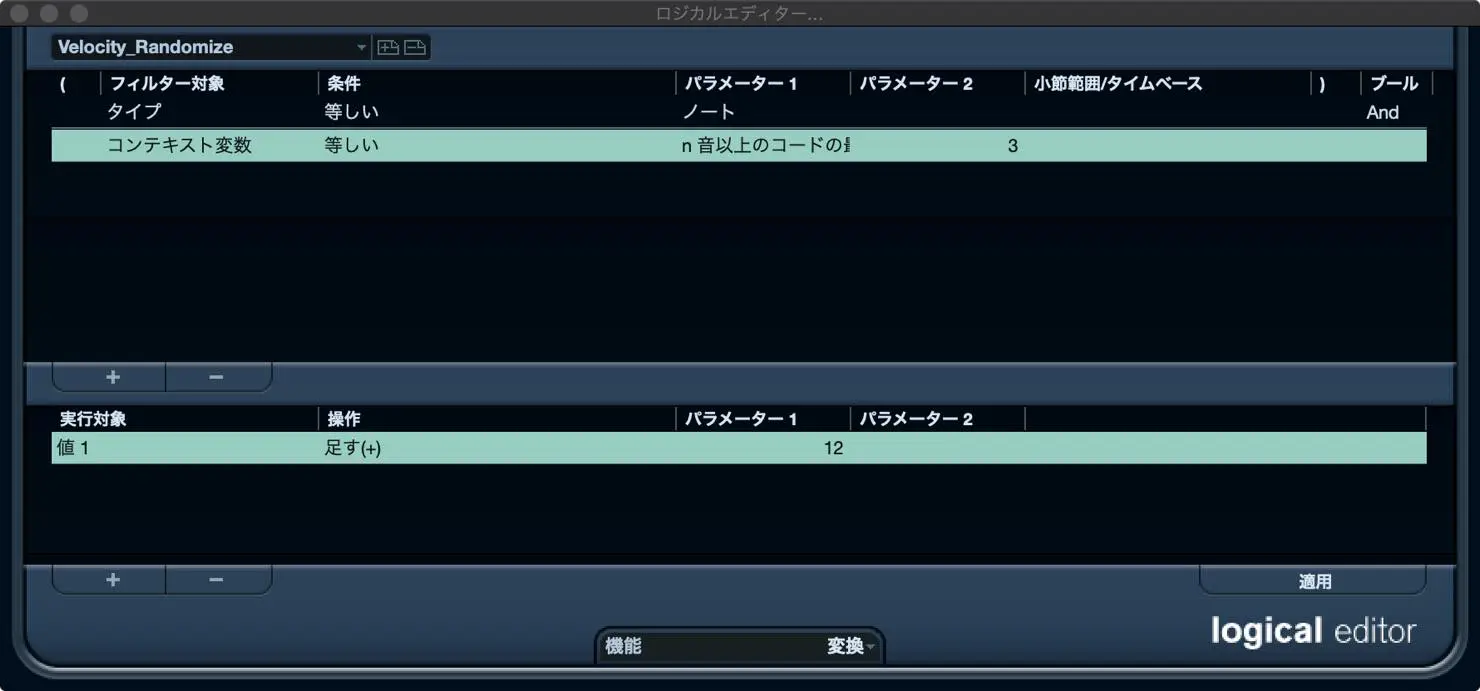 ロジカルエディター...
Velocity_Randomize
( フィルター対象 条件 パラメーター 1 パラメーター 2 小節範囲/タイムベース ) ブール
タイプ 等しい ノート And
コンテキスト変数 等しい n 音以上のコードの 3
+ −
実行対象 操作 パラメーター 1 パラメーター 2
値 1 足す(+) 12
+ −
適用
logical editor
機能 変換